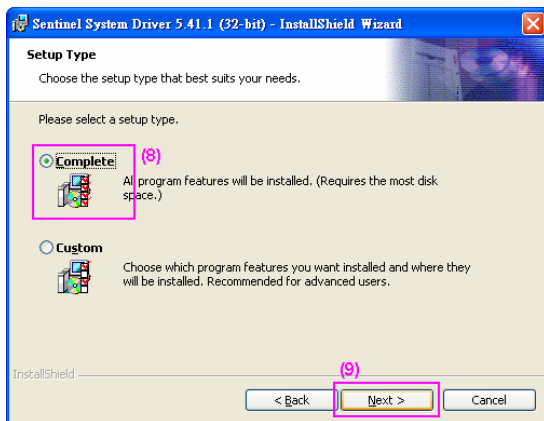 Sentinel System Driver 5.41.1 (32-bit) - InstallShield Wizard
Setup Type
Choose the setup type that best suits your needs.
Please select a setup type.
Complete
(8)
All program features will be installed. (Requires the most disk
space.)
Custom
Choose which program features you want installed and where they
will be installed. Recommended for advanced users.
(9)
InstallShield
< Back
Next >
Cancel